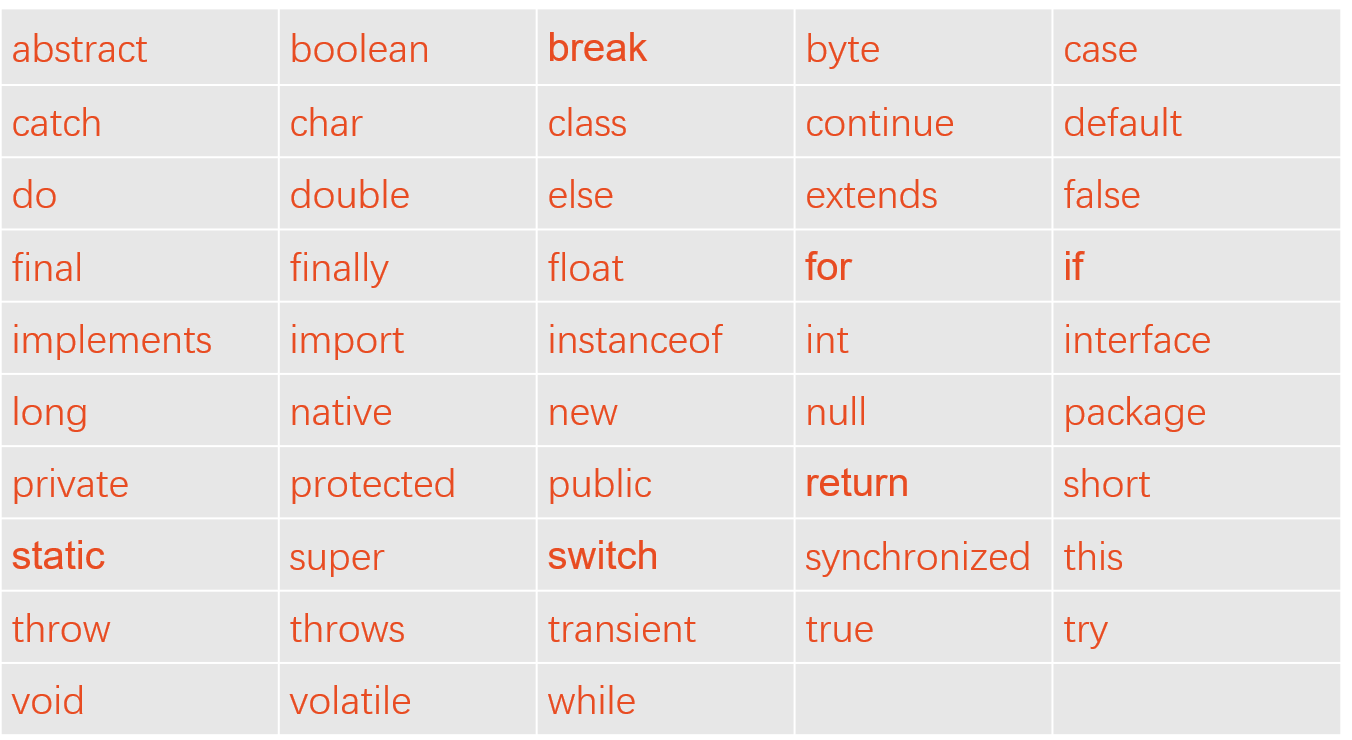 abstract boolean break byte case
catch char class continue default
do double else extends false
final finally float for if
implements import instanceof int interface
long native new null package
private protected public return short
static super switch synchronized this
throw throws transient true try
void volatile while